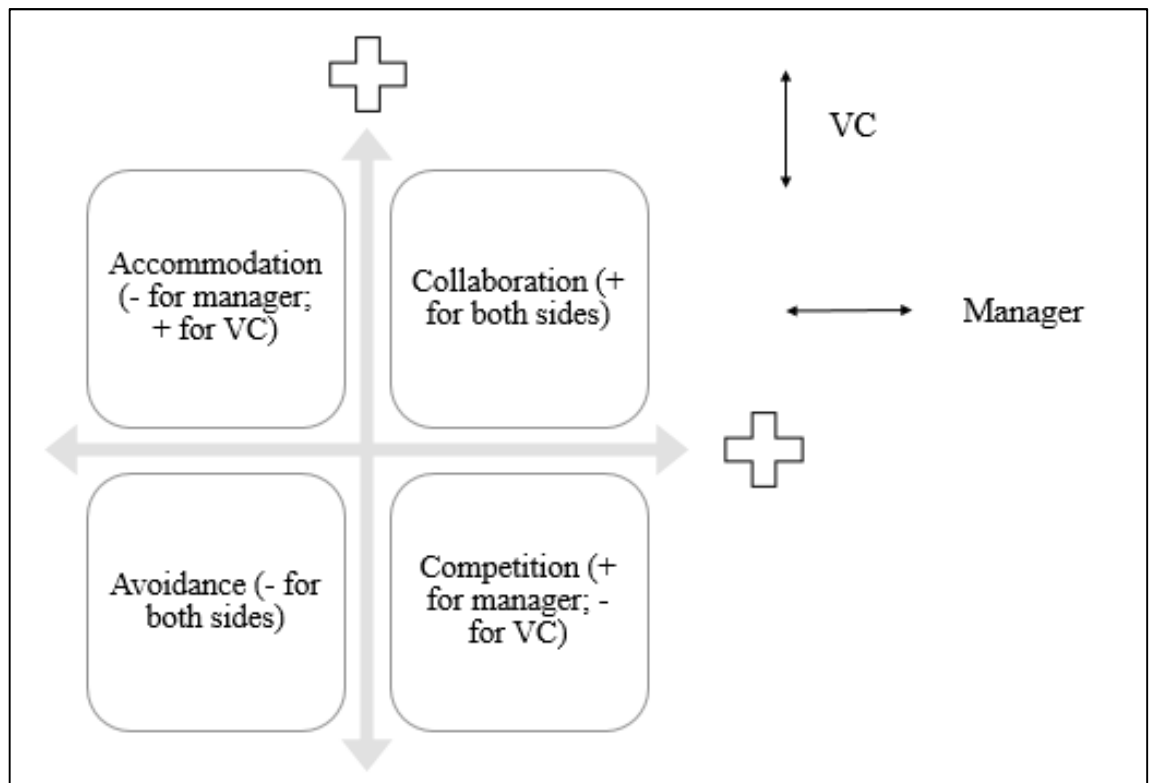 VC
Accommodation
(- for manager;
+ for VC)
Collaboration (+
for both sides)
Manager
Avoidance (- for
both sides)
Competition (+
for manager; -
for VC)